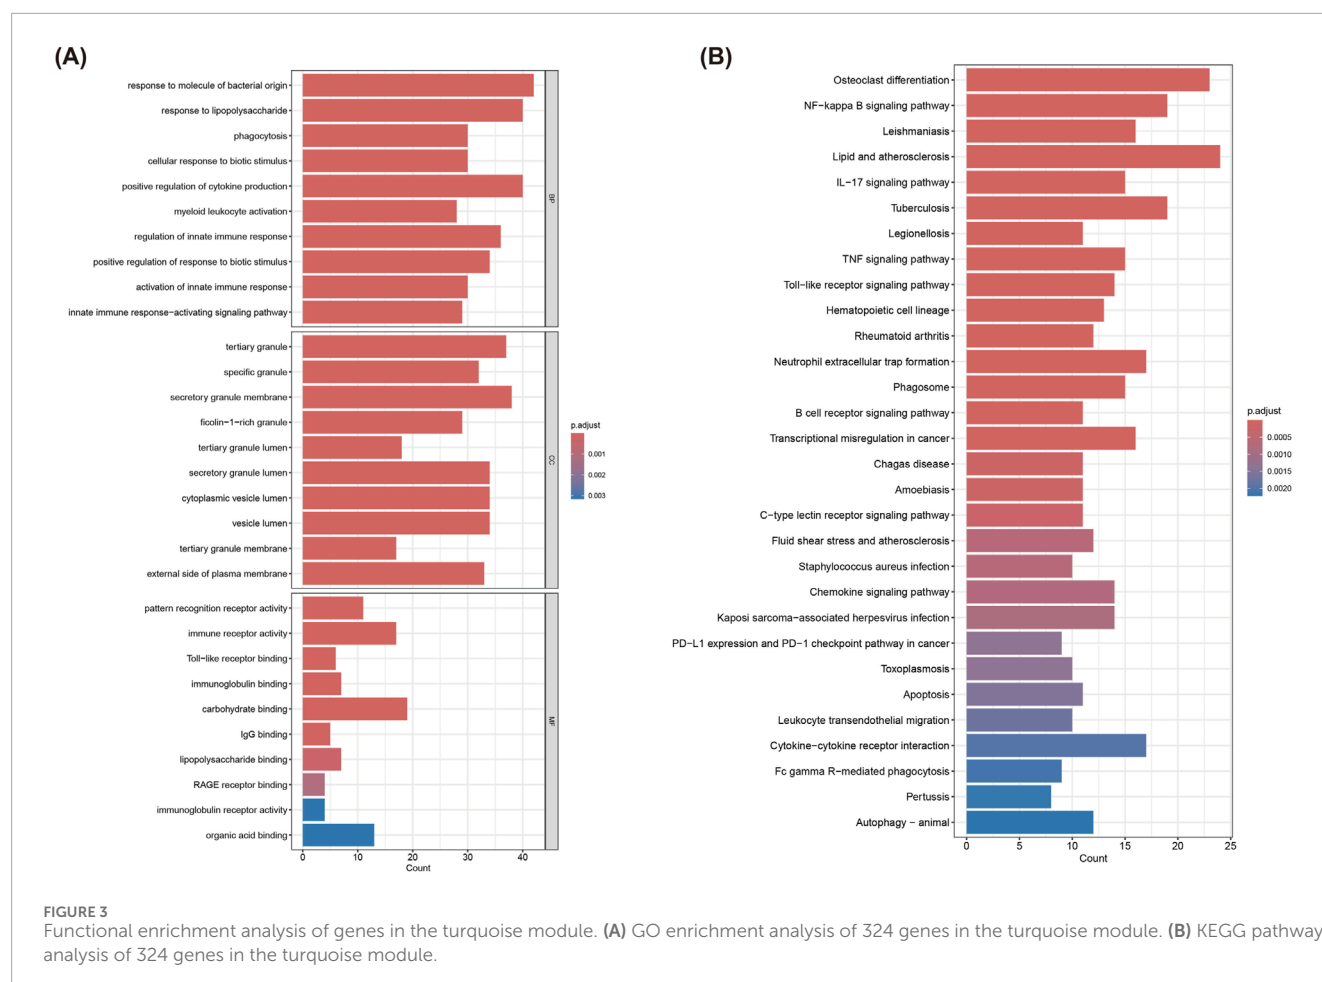 (A)
response to molecule of bacterial origin
response to lipopolysaccharide
phagocytosis
cellular response to biotic stimulus
positive regulation of cytokine production
myeloid leukocyte activation
regulation of innate immune response
positive regulation of response to biotic stimulus
activation of innate immune response
innate immune response−activating signaling pathway
BP
tertiary granule
specific granule
secretory granule membrane
ficolin−1−rich granule
tertiary granule lumen
secretory granule lumen
cytoplasmic vesicle lumen
vesicle lumen
tertiary granule membrane
external side of plasma membrane
CC
pattern recognition receptor activity
immune receptor activity
Toll−like receptor binding
immunoglobulin binding
carbohydrate binding
IgG binding
lipopolysaccharide binding
RAGE receptor binding
immunoglobulin receptor activity
organic acid binding
MF
0 10 20 30 40
Count
p.adjust
0.001
0.002
0.003
(B)
Osteoclast differentiation
NF−kappa B signaling pathway
Leishmaniasis
Lipid and atherosclerosis
IL−17 signaling pathway
Tuberculosis
Legionellosis
TNF signaling pathway
Toll−like receptor signaling pathway
Hematopoietic cell lineage
Rheumatoid arthritis
Neutrophil extracellular trap formation
Phagosome
B cell receptor signaling pathway
Transcriptional misregulation in cancer
Chagas disease
Amoebiasis
C−type lectin receptor signaling pathway
Fluid shear stress and atherosclerosis
Staphylococcus aureus infection
Chemokine signaling pathway
Kaposi sarcoma−associated herpesvirus infection
PD−L1 expression and PD−1 checkpoint pathway in cancer
Toxoplasmosis
Apoptosis
Leukocyte transendothelial migration
Cytokine−cytokine receptor interaction
Fc gamma R−mediated phagocytosis
Pertussis
Autophagy − animal
0 5 10 15 20 25
Count
p.adjust
0.0005
0.0010
0.0015
0.0020
FIGURE 3
Functional enrichment analysis of genes in the turquoise module. (A) GO enrichment analysis of 324 genes in the turquoise module. (B) KEGG pathway
analysis of 324 genes in the turquoise module.